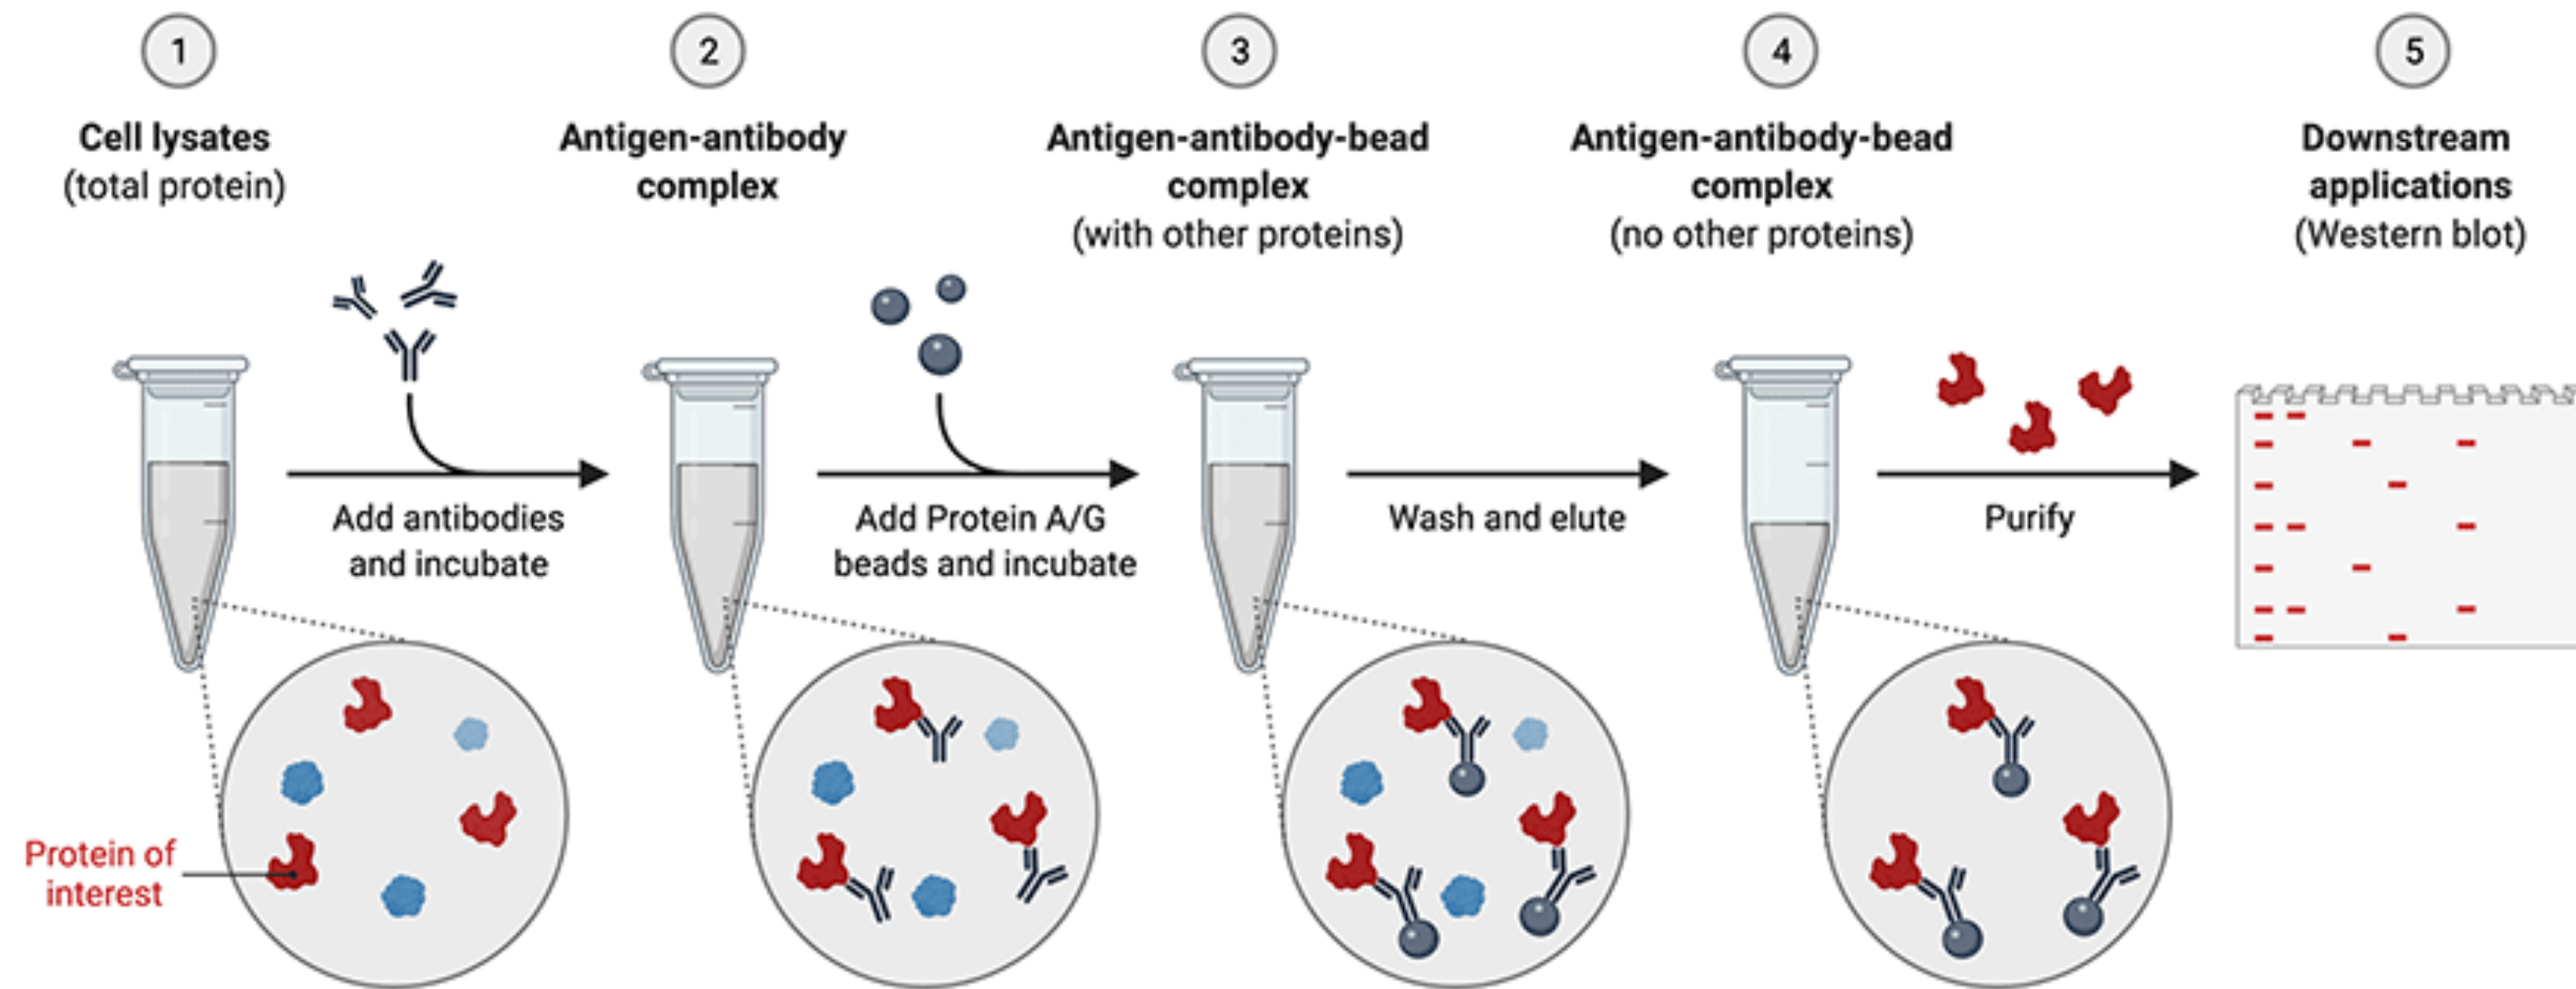 1
Cell lysates
(total protein)
2
Antigen-antibody
complex
3
Antigen-antibody-bead
complex
(with other proteins)
4
Antigen-antibody-bead
complex
(no other proteins)
5
Downstream
applications
(Western blot)
Add antibodies
and incubate
Add Protein A/G
beads and incubate
Wash and elute
Purify
Protein of
interest